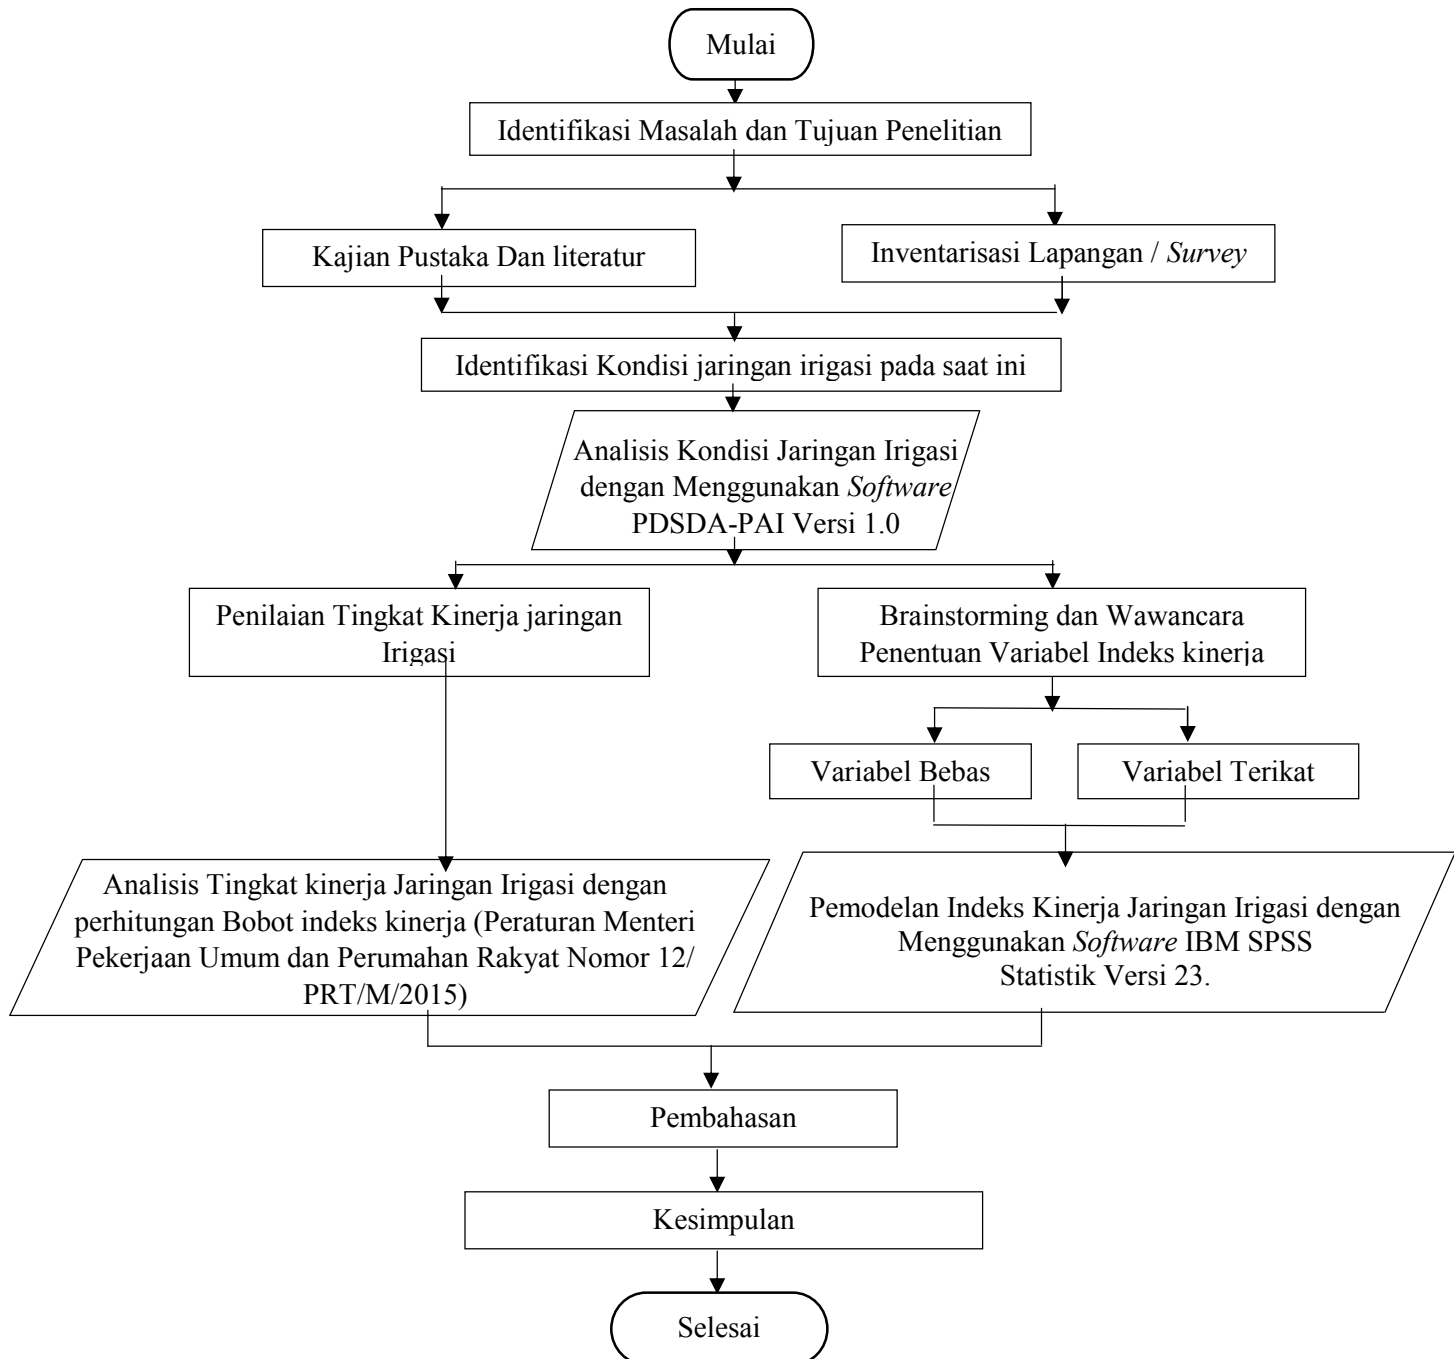 Mulai
Identifikasi Masalah dan Tujuan Penelitian
Kajian Pustaka Dan literatur
Inventarisasi Lapangan / Survey
Identifikasi Kondisi jaringan irigasi pada saat ini
Analisis Kondisi Jaringan Irigasi
dengan Menggunakan Software
PDSDA-PAI Versi 1.0
Penilaian Tingkat Kinerja jaringan
Irigasi
Brainstorming dan Wawancara
Penentuan Variabel Indeks kinerja
Variabel Bebas
Variabel Terikat
Analisis Tingkat kinerja Jaringan Irigasi dengan
perhitungan Bobot indeks kinerja (Peraturan Menteri
Pekerjaan Umum dan Perumahan Rakyat Nomor 12/
PRT/M/2015)
Pemodelan Indeks Kinerja Jaringan Irigasi dengan
Menggunakan Software IBM SPSS
Statistik Versi 23.
Pembahasan
Kesimpulan
Selesai